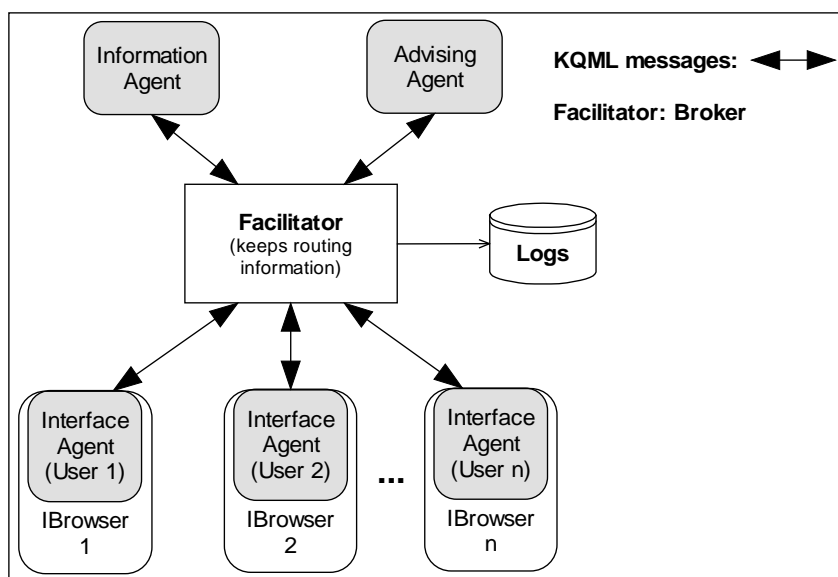 Information
Agent
Advising
Agent
KQML messages:
Facilitator: Broker
Facilitator
(keeps routing
information)
Logs
Interface
Agent
(User 1)
IBrowser
1
Interface
Agent
(User 2)
IBrowser
2
...
Interface
Agent
(User n)
IBrowser
n